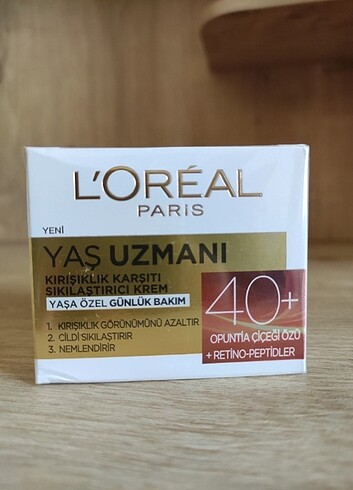 L'ORÉAL
PARIS
YENİ
YAŞ UZMANI
KIRIŞIKLIK KARŞITI
SIKILAŞTIRICI KREM
YAŞA ÖZEL GÜNLÜK BAKIM
1. KIRIŞIKLIK GÖRÜNÜMÜNÜ AZALTIR
2. CİLDİ SIKILAŞTIRIR
3. NEMLENDİRİR
40+
OPUNTIA ÇİÇEĞİ ÖZÜ
+ RETİNO-PEPTİDLER